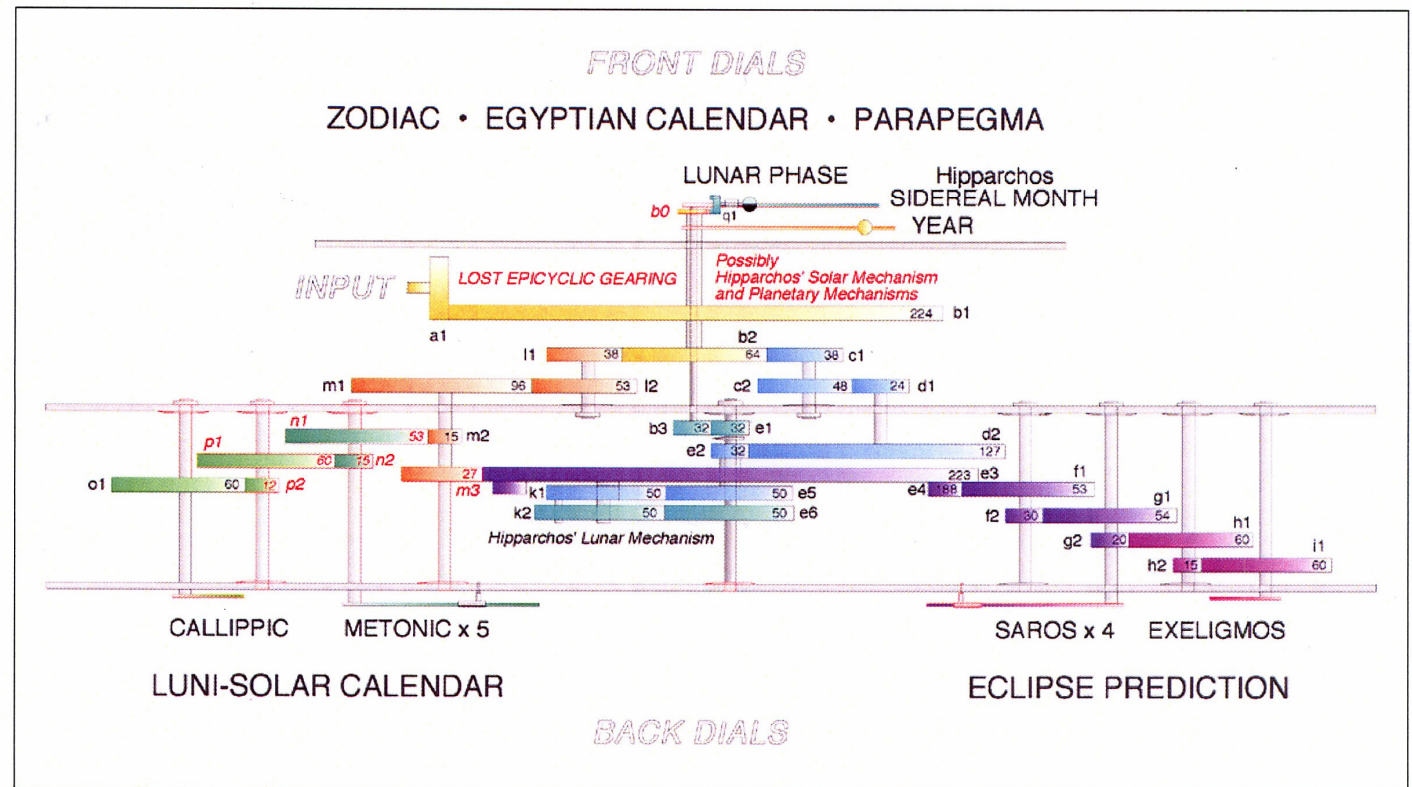 FRONT DIALS
ZODIAC • EGYPTIAN CALENDAR • PARAPEGMA
LUNAR PHASE
Hipparchos
SIDEREAL MONTH
b0
q1
YEAR
INPUT
LOST EPICYCLIC GEARING
Possibly
Hipparchos' Solar Mechanism
and Planetary Mechanisms
224 b1
a1
b2
l1 38 64 38 c1
m1 96 53 l2 c2 48 24 d1
n1 53 15 m2
b3 32 32 e1
p1 60 15 n2
e2 32 127 d2
o1 60 12 p2
27 223 e3
m3
k1 50 50 e5
k2 50 50 e6
Hipparchos' Lunar Mechanism
e4 188 53 f1
f2 30 54 g1
g2 20 60 h1
h2 15 60 i1
CALLIPPIC METONIC x 5 SAROS x 4 EXELIGMOS
LUNI-SOLAR CALENDAR ECLIPSE PREDICTION
BACK DIALS